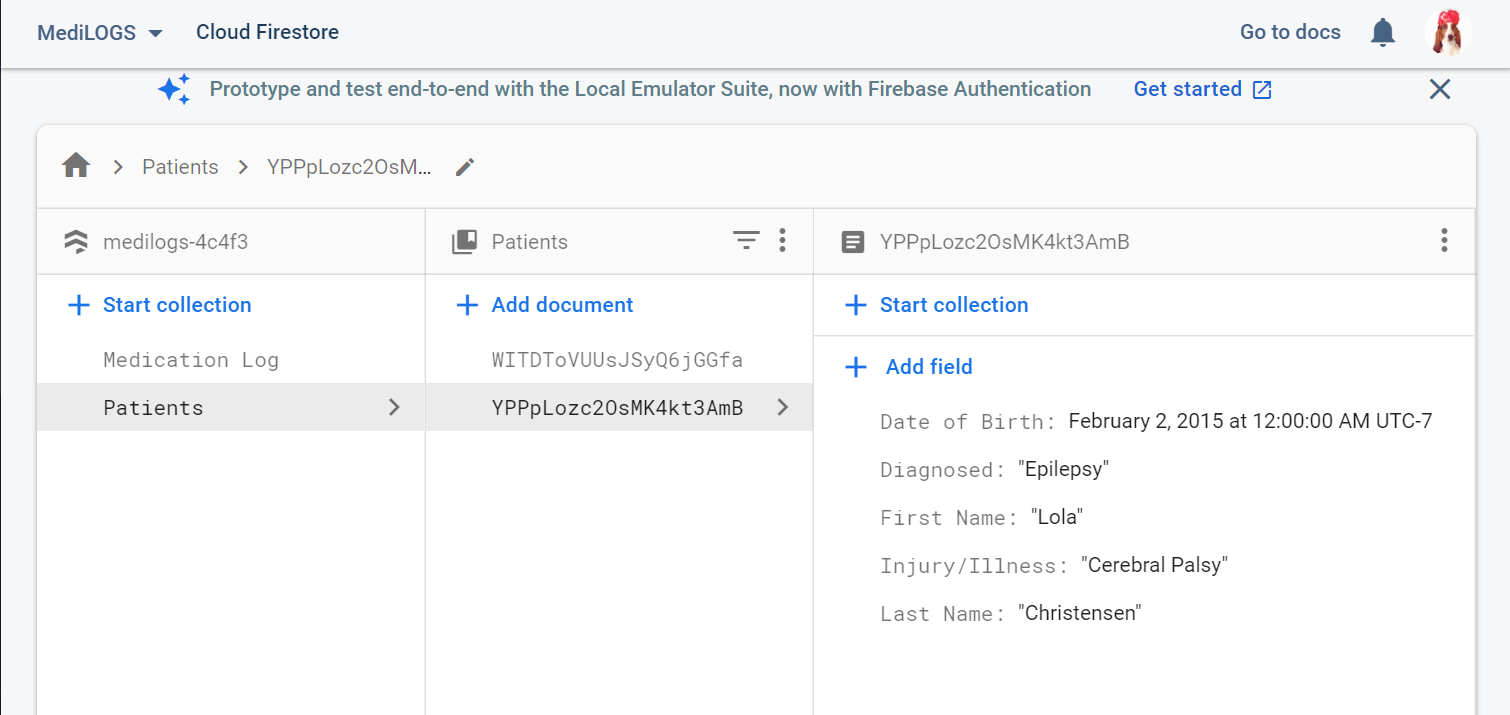 MediLOGS Cloud Firestore Go to docs
Prototype and test end-to-end with the Local Emulator Suite, now with Firebase Authentication Get started
Patients YPPpLozc2OsM...
medilogs-4c4f3 Patients YPPpLozc2OsMK4kt3AmB
Start collection Add document Start collection
Medication Log WITDToVUUsJSyQ6jGGfa
Add field
Patients YPPpLozc2OsMK4kt3AmB
Date of Birth: February 2, 2015 at 12:00:00 AM UTC-7
Diagnosed: "Epilepsy"
First Name: "Lola"
Injury/Illness: "Cerebral Palsy"
Last Name: "Christensen"